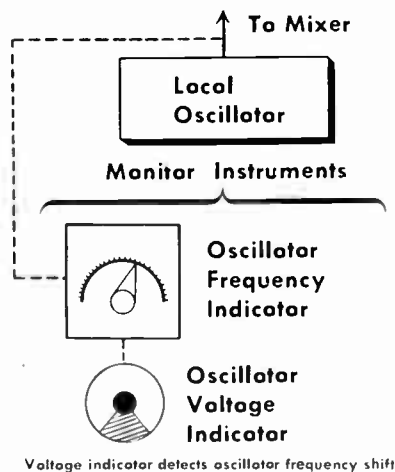 To Mixer
Local
Oscillator
Monitor Instruments
Oscillator
Frequency
Indicator
Oscillator
Voltage
Indicator
Voltage indicator detects oscillator frequency shift